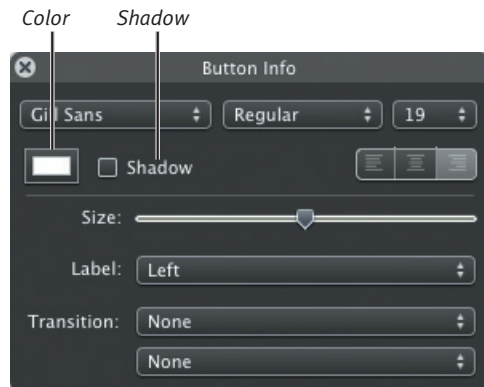 Color Shadow
Button Info
Gill Sans Regular 19
Shadow
Size:
Label: Left
Transition: None
None